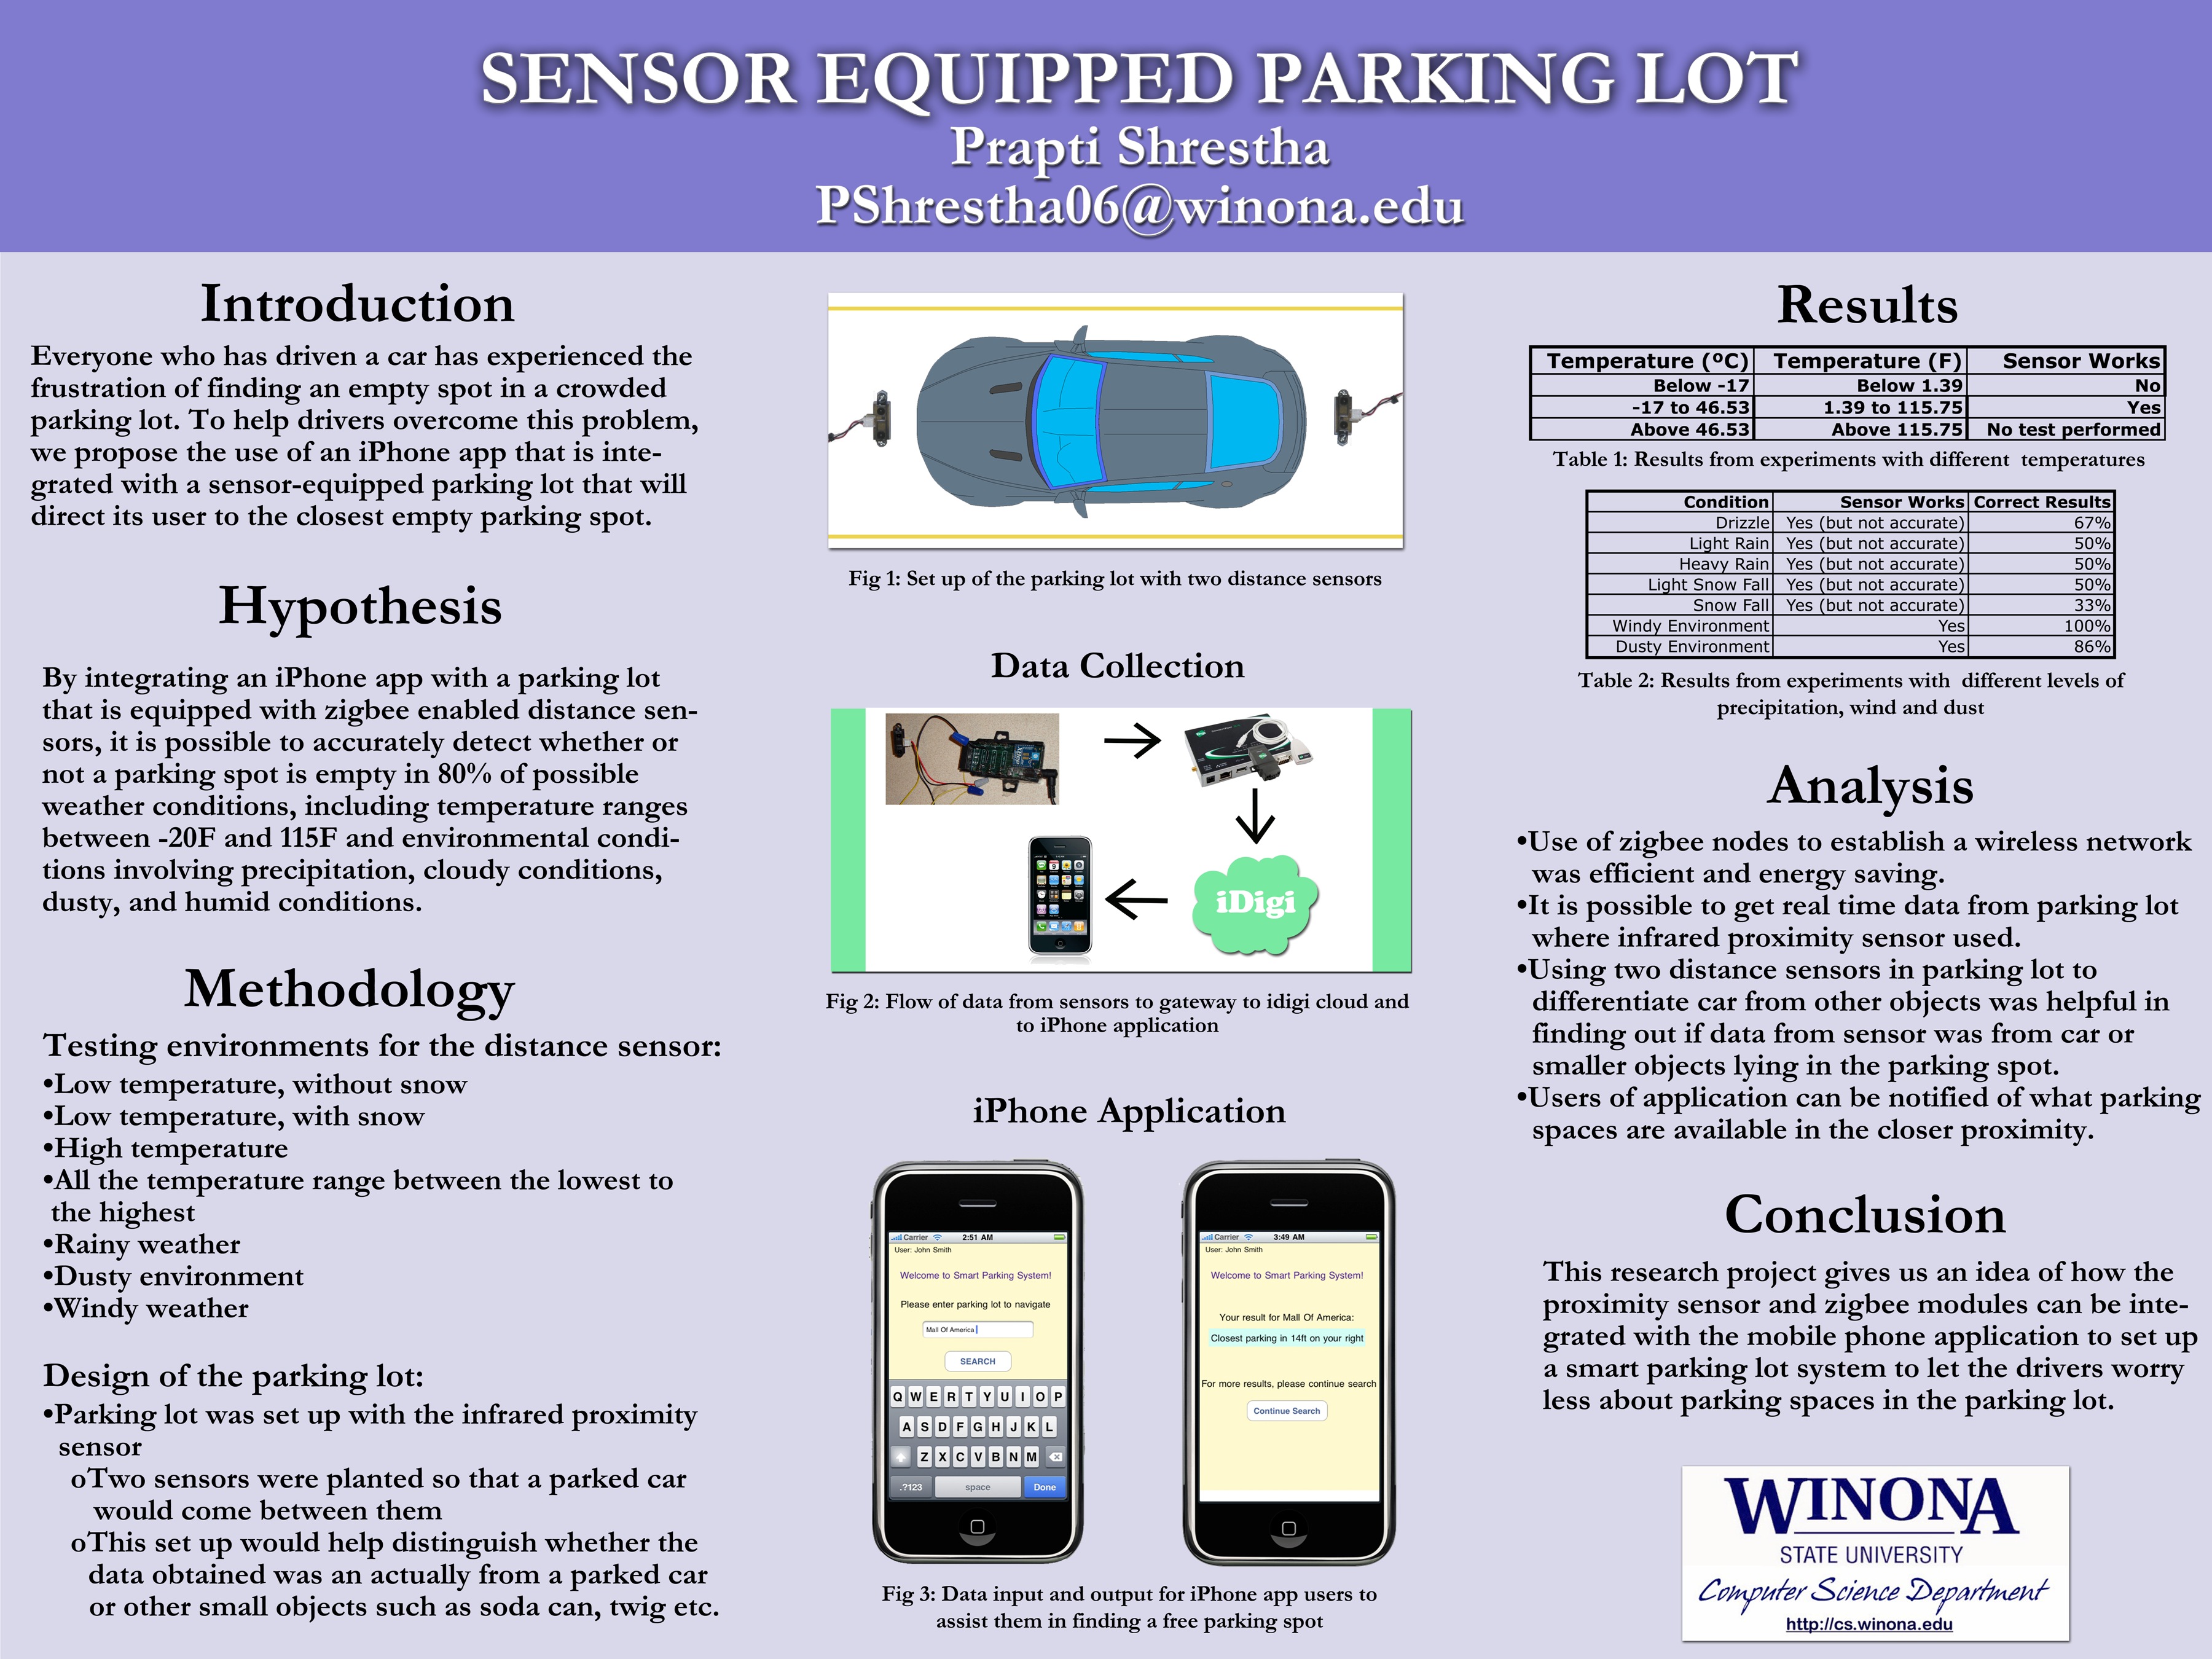 SENSOR EQUIPPED PARKING LOT
Prapti Shrestha
PShrestha06@winona.edu
Introduction
Everyone who has driven a car has experienced the
frustration of finding an empty spot in a crowded
parking lot. To help drivers overcome this problem,
we propose the use of an iPhone app that is inte-
grated with a sensor-equipped parking lot that will
direct its user to the closest empty parking spot.
Hypothesis
By integrating an iPhone app with a parking lot
that is equipped with zigbee enabled distance sen-
sors, it is possible to accurately detect whether or
not a parking spot is empty in 80% of possible
weather conditions, including temperature ranges
between -20F and 115F and environmental condi-
tions involving precipitation, cloudy conditions,
dusty, and humid conditions.
Methodology
Testing environments for the distance sensor:
•Low temperature, without snow
•Low temperature, with snow
•High temperature
•All the temperature range between the lowest to
the highest
•Rainy weather
•Dusty environment
•Windy weather
Design of the parking lot:
•Parking lot was set up with the infrared proximity
sensor
oTwo sensors were planted so that a parked car
would come between them
oThis set up would help distinguish whether the
data obtained was an actually from a parked car
or other small objects such as soda can, twig etc.
Fig 1: Set up of the parking lot with two distance sensors
Data Collection
iDigi
Fig 2: Flow of data from sensors to gateway to idigi cloud and
to iPhone application
iPhone Application
Carrier 2:51 AM
User: John Smith
Welcome to Smart Parking System!
Please enter parking lot to navigate
Mall Of America
SEARCH
Q W E R T Y U I O P
A S D F G H J K L
Z X C V B N M
.?123 space Done
Carrier 3:49 AM
User: John Smith
Welcome to Smart Parking System!
Your result for Mall Of America:
Closest parking in 14ft on your right
For more results, please continue search
Continue Search
Fig 3: Data input and output for iPhone app users to
assist them in finding a free parking spot
Results
Temperature (ºC) Temperature (F) Sensor Works
Below -17 Below 1.39 No
-17 to 46.53 1.39 to 115.75 Yes
Above 46.53 Above 115.75 No test performed
Table 1: Results from experiments with different temperatures
Condition Sensor Works Correct Results
Drizzle Yes (but not accurate) 67%
Light Rain Yes (but not accurate) 50%
Heavy Rain Yes (but not accurate) 50%
Light Snow Fall Yes (but not accurate) 50%
Snow Fall Yes (but not accurate) 33%
Windy Environment Yes 100%
Dusty Environment Yes 86%
Table 2: Results from experiments with different levels of
precipitation, wind and dust
Analysis
•Use of zigbee nodes to establish a wireless network
was efficient and energy saving.
•It is possible to get real time data from parking lot
where infrared proximity sensor used.
•Using two distance sensors in parking lot to
differentiate car from other objects was helpful in
finding out if data from sensor was from car or
smaller objects lying in the parking spot.
•Users of application can be notified of what parking
spaces are available in the closer proximity.
Conclusion
This research project gives us an idea of how the
proximity sensor and zigbee modules can be inte-
grated with the mobile phone application to set up
a smart parking lot system to let the drivers worry
less about parking spaces in the parking lot.
WINONA
STATE UNIVERSITY
Computer Science Department
http://cs.winona.edu